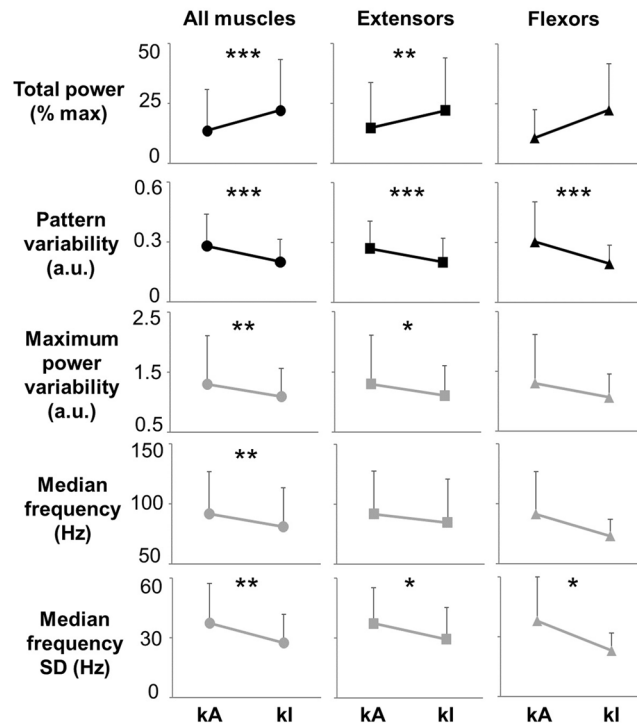 All muscles Extensors Flexors
50
*** **
Total power
(% max)
25
0
0.6
*** *** ***
Pattern
variability
(a.u.)
0.3
0
2.5
** *
Maximum
power
variability
(a.u.)
1.5
0.5
150
**
Median
frequency
(Hz)
100
50
60
** * *
Median
frequency
SD (Hz)
30
0
kA kI kA kI kA kI